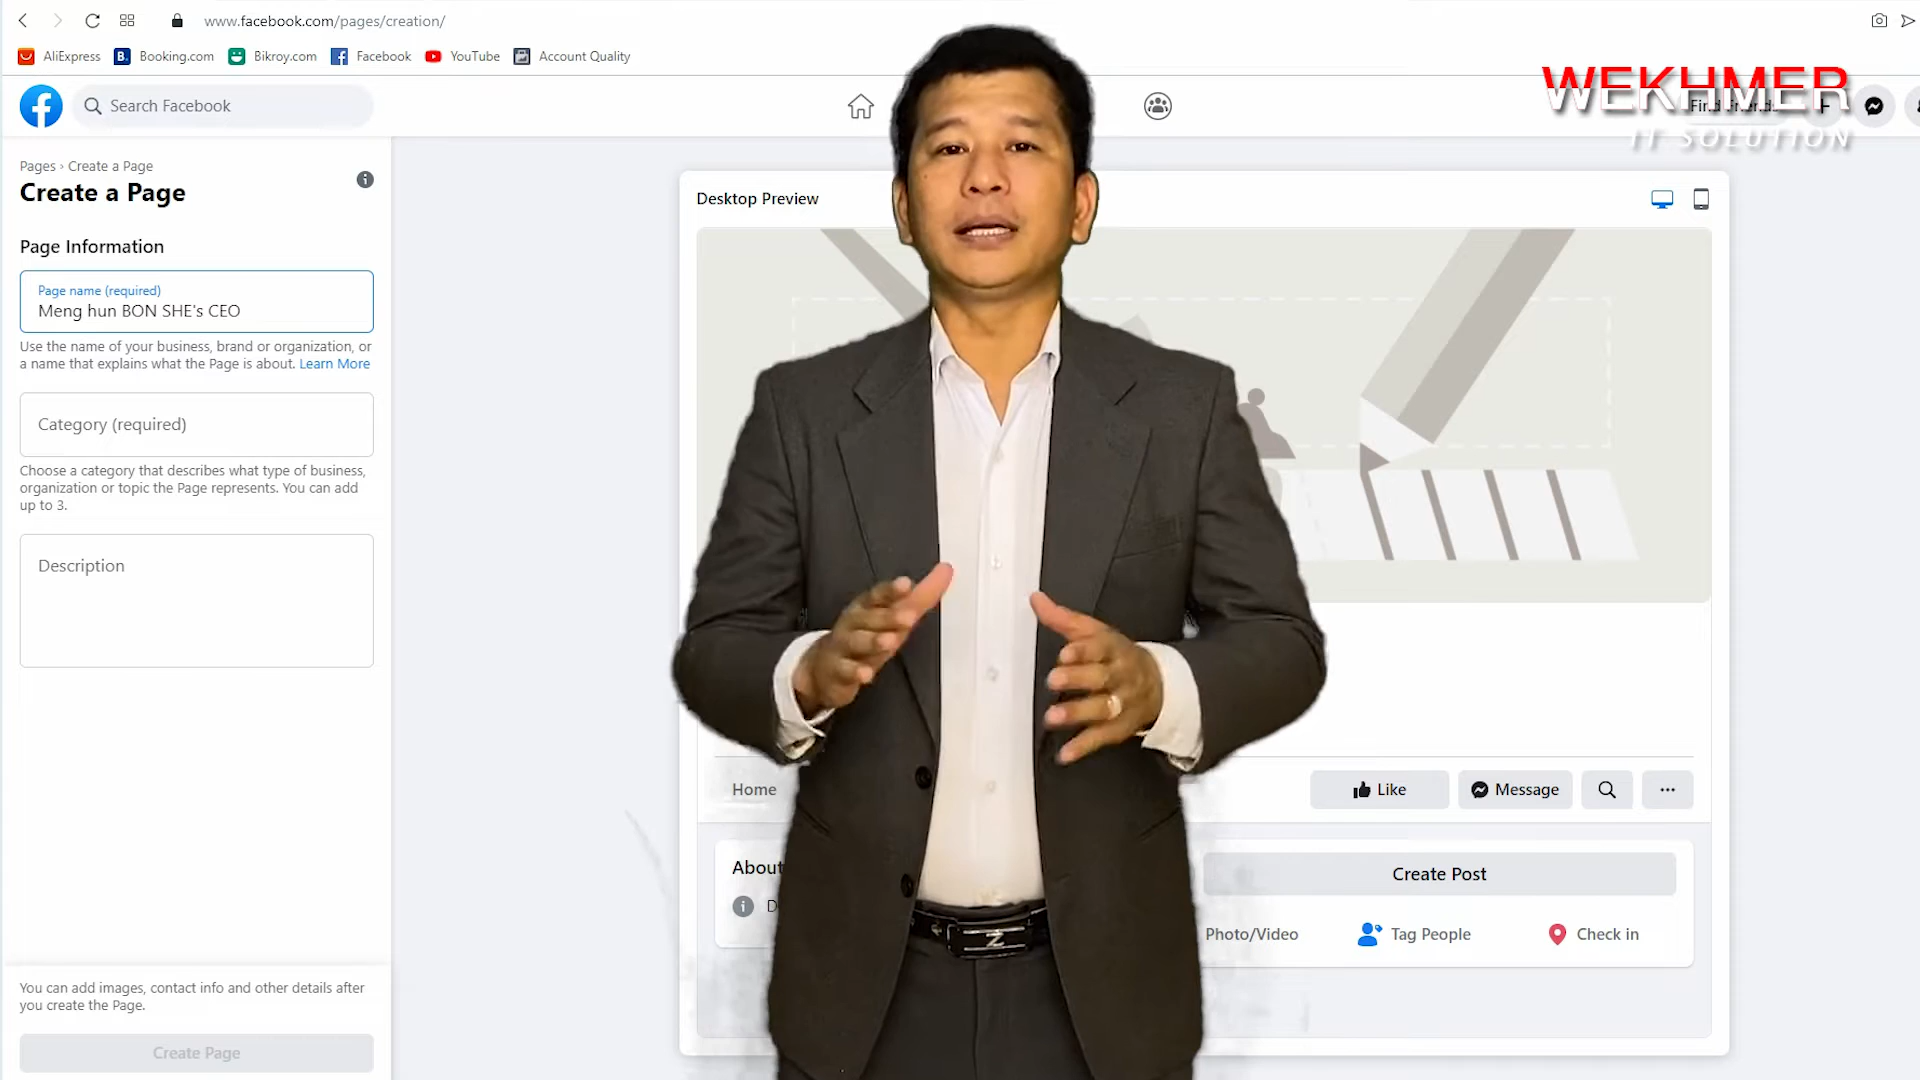 www.facebook.com/pages/creation/
AliExpress
Booking.com
Bikroy.com
Facebook
YouTube
Account Quality
Search Facebook
WEKHMER
IT SOLUTION
Pages › Create a Page
Create a Page
Page Information
Page name (required)
Meng hun BON SHE's CEO
Use the name of your business, brand or organization, or
a name that explains what the Page is about. Learn More
Category (required)
Choose a category that describes what type of business,
organization or topic the Page represents. You can add
up to 3.
Description
You can add images, contact info and other details after
you create the Page.
Create Page
Desktop Preview
Home
Like
Message
About
Create Post
Photo/Video
Tag People
Check in
Z